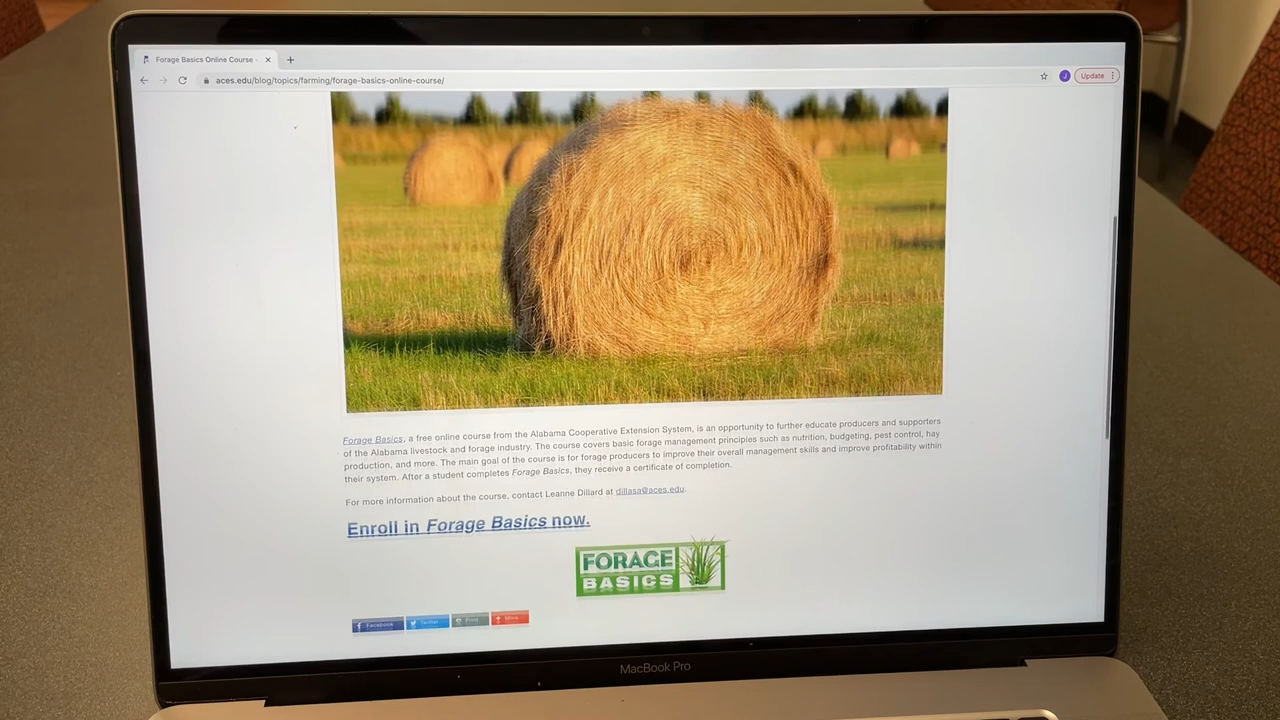 Forage Basics Online Course -
aces.edu/blog/topics/farming/forage-basics-online-course/
J
Update
Forage Basics, a free online course from the Alabama Cooperative Extension System, is an opportunity to further educate producers and supporters
of the Alabama livestock and forage industry. The course covers basic forage management principles such as nutrition, budgeting, pest control, hay
production, and more. The main goal of the course is for forage producers to improve their overall management skills and improve profitability within
their system. After a student completes Forage Basics, they receive a certificate of completion.
For more information about the course, contact Leanne Dillard at dillasa@aces.edu.
Enroll in Forage Basics now.
FORAGE
BASICS
Facebook
Twitter
Print
More
MacBook Pro